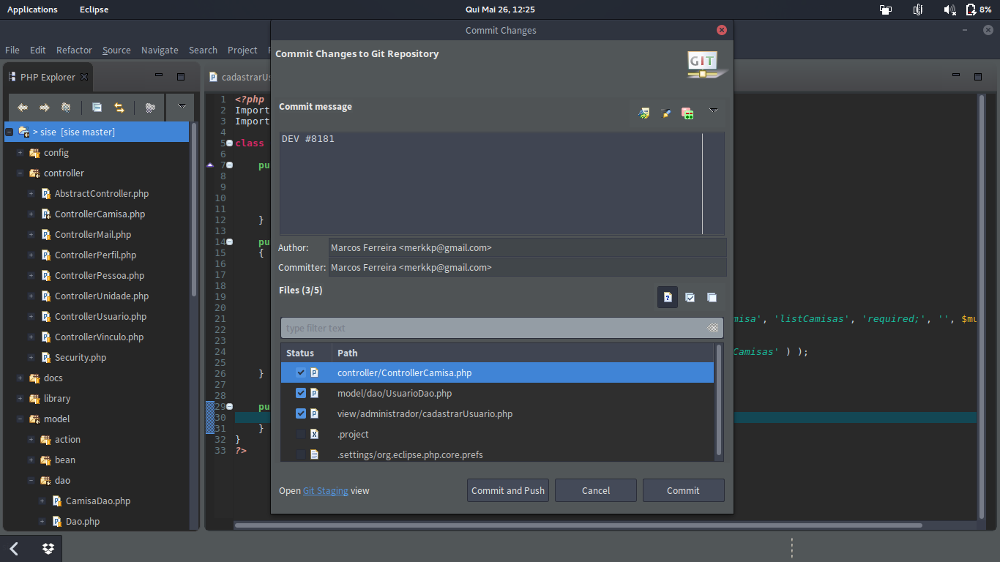 Applications Eclipse Qui Mai 26, 12:25 8%
Commit Changes
File Edit Refactor Source Navigate Search Project
Commit Changes to Git Repository
GIT
PHP Explorer
Commit message
DEV #8181
> sise [sise master]
config
controller
AbstractController.php
ControllerCamisa.php
ControllerMail.php
ControllerPerfil.php
ControllerPessoa.php
ControllerUnidade.php
ControllerUsuario.php
ControllerVinculo.php
Security.php
docs
library
model
action
bean
dao
CamisaDao.php
Dao.php
cadastrarUs
1 <?php
2 Import
3 Import
4
5 class
6
7 pu
8
9
10
11
12 }
13
14 pu
15 {
16
17
18
19
20
21 misa', 'listCamisas', 'required;', '', $mu
22
23
24 Camisas' ) );
25
26 }
27
28
29 pu
30
31 }
32 }
33 ?>
Author: Marcos Ferreira <merkkp@gmail.com>
Committer: Marcos Ferreira <merkkp@gmail.com>
Files (3/5)
type filter text
Status Path
controller/ControllerCamisa.php
model/dao/UsuarioDao.php
view/administrador/cadastrarUsuario.php
.project
.settings/org.eclipse.php.core.prefs
Open Git Staging view
Commit and Push Cancel Commit